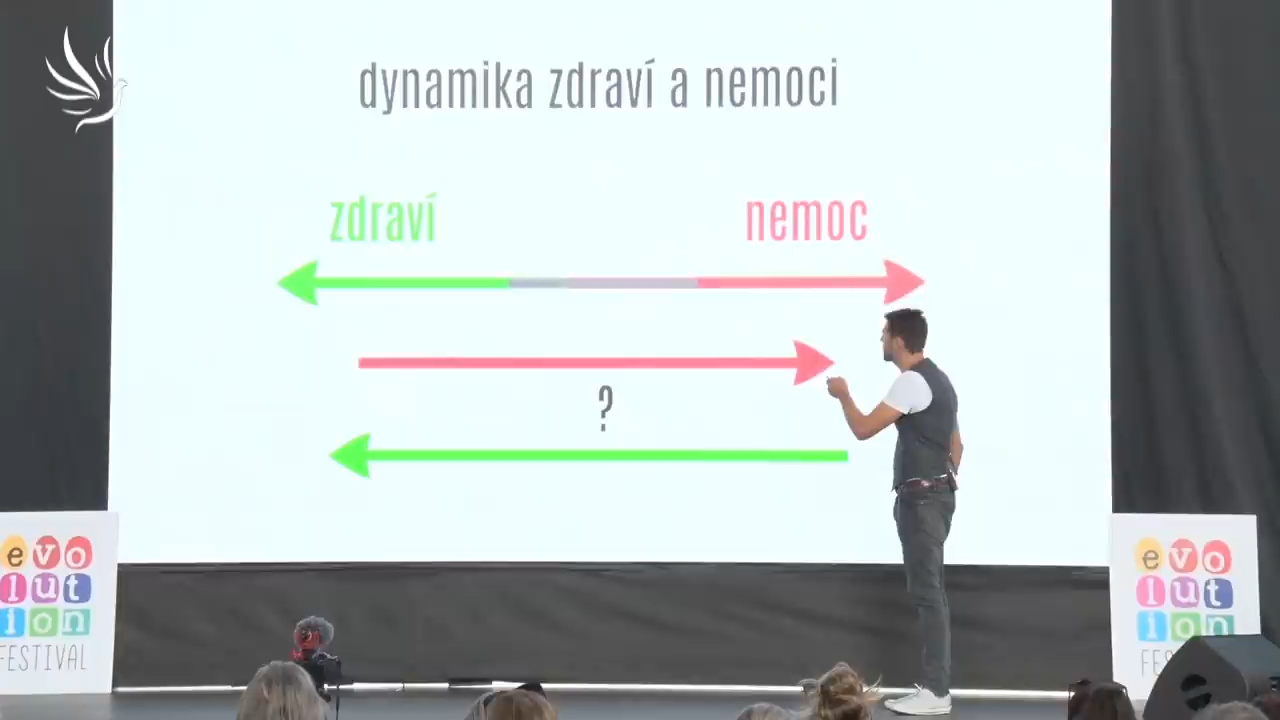 dynamika zdraví a nemoci
zdraví
nemoc
?
evo
lut
ion
FESTIVAL
evo
lut
ion